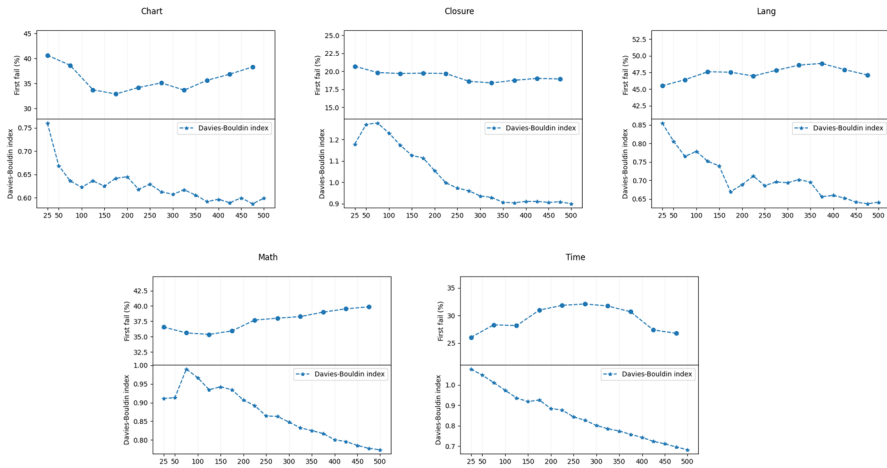 Chart
45
40
35
30
First fail (%)
0.75
0.70
0.65
0.60
Davies-Bouldin index
Davies-Bouldin index
25 50 100 150 200 250 300 350 400 450 500
Closure
25.0
22.5
20.0
17.5
15.0
First fail (%)
1.2
1.1
1.0
0.9
Davies-Bouldin index
Davies-Bouldin index
25 50 100 150 200 250 300 350 400 450 500
Lang
52.5
50.0
47.5
45.0
42.5
First fail (%)
0.85
0.80
0.75
0.70
0.65
Davies-Bouldin index
Davies-Bouldin index
25 50 100 150 200 250 300 350 400 450 500
Math
42.5
40.0
37.5
35.0
32.5
First fail (%)
1.00
0.95
0.90
0.85
0.80
Davies-Bouldin index
Davies-Bouldin index
25 50 100 150 200 250 300 350 400 450 500
Time
35
30
25
First fail (%)
1.0
0.9
0.8
0.7
Davies-Bouldin index
Davies-Bouldin index
25 50 100 150 200 250 300 350 400 450 500